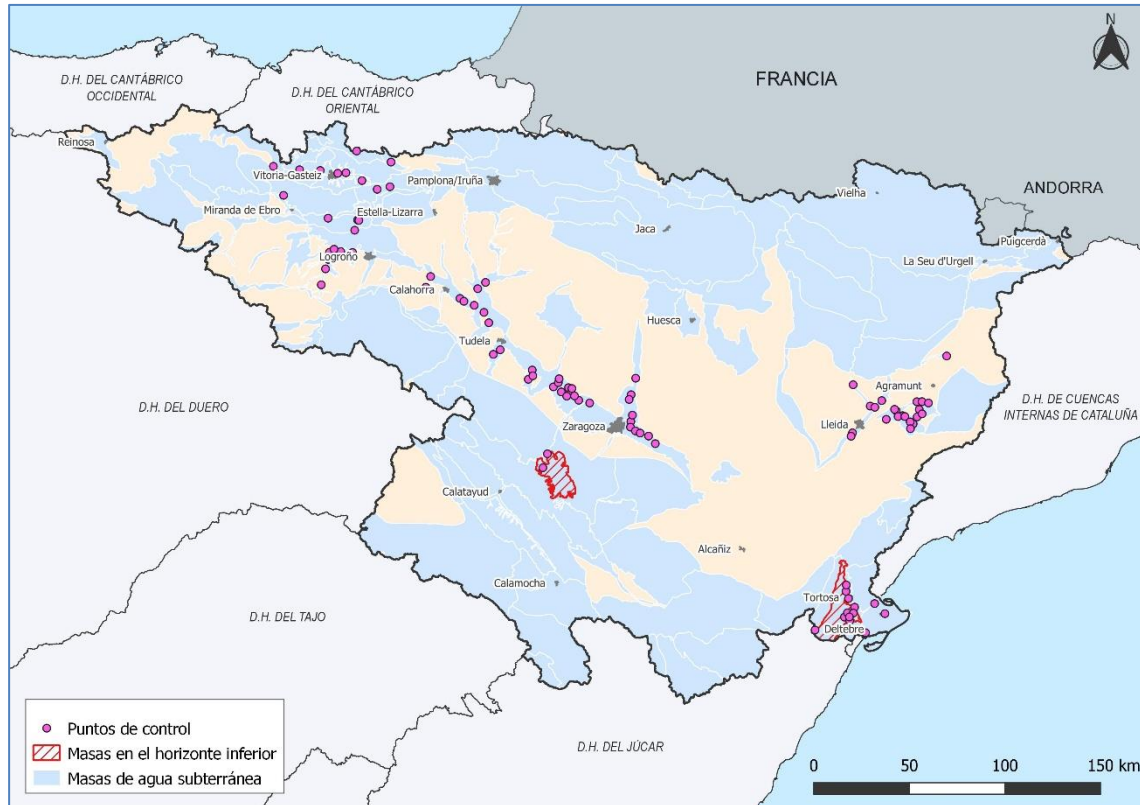 N
FRANCIA
D.H. DEL CANTÁBRICO
OCCIDENTAL
D.H. DEL CANTÁBRICO
ORIENTAL
Reinosa
Vitoria-Gasteiz
Pamplona/Iruña
Vielha
ANDORRA
Miranda de Ebro
Estella-Lizarra
Jaca
Puigcerdà
Logroño
La Seu d'Urgell
Calahorra
Huesca
Tudela
Agramunt
D.H. DE CUENCAS
INTERNAS DE CATALUÑA
D.H. DEL DUERO
Zaragoza
Lleida
Calatayud
Alcañiz
Calamocha
Tortosa
D.H. DEL TAJO
Deltebre
Puntos de control
Masas en el horizonte inferior
Masas de agua subterránea
D.H. DEL JÚCAR
0 50 100 150 km